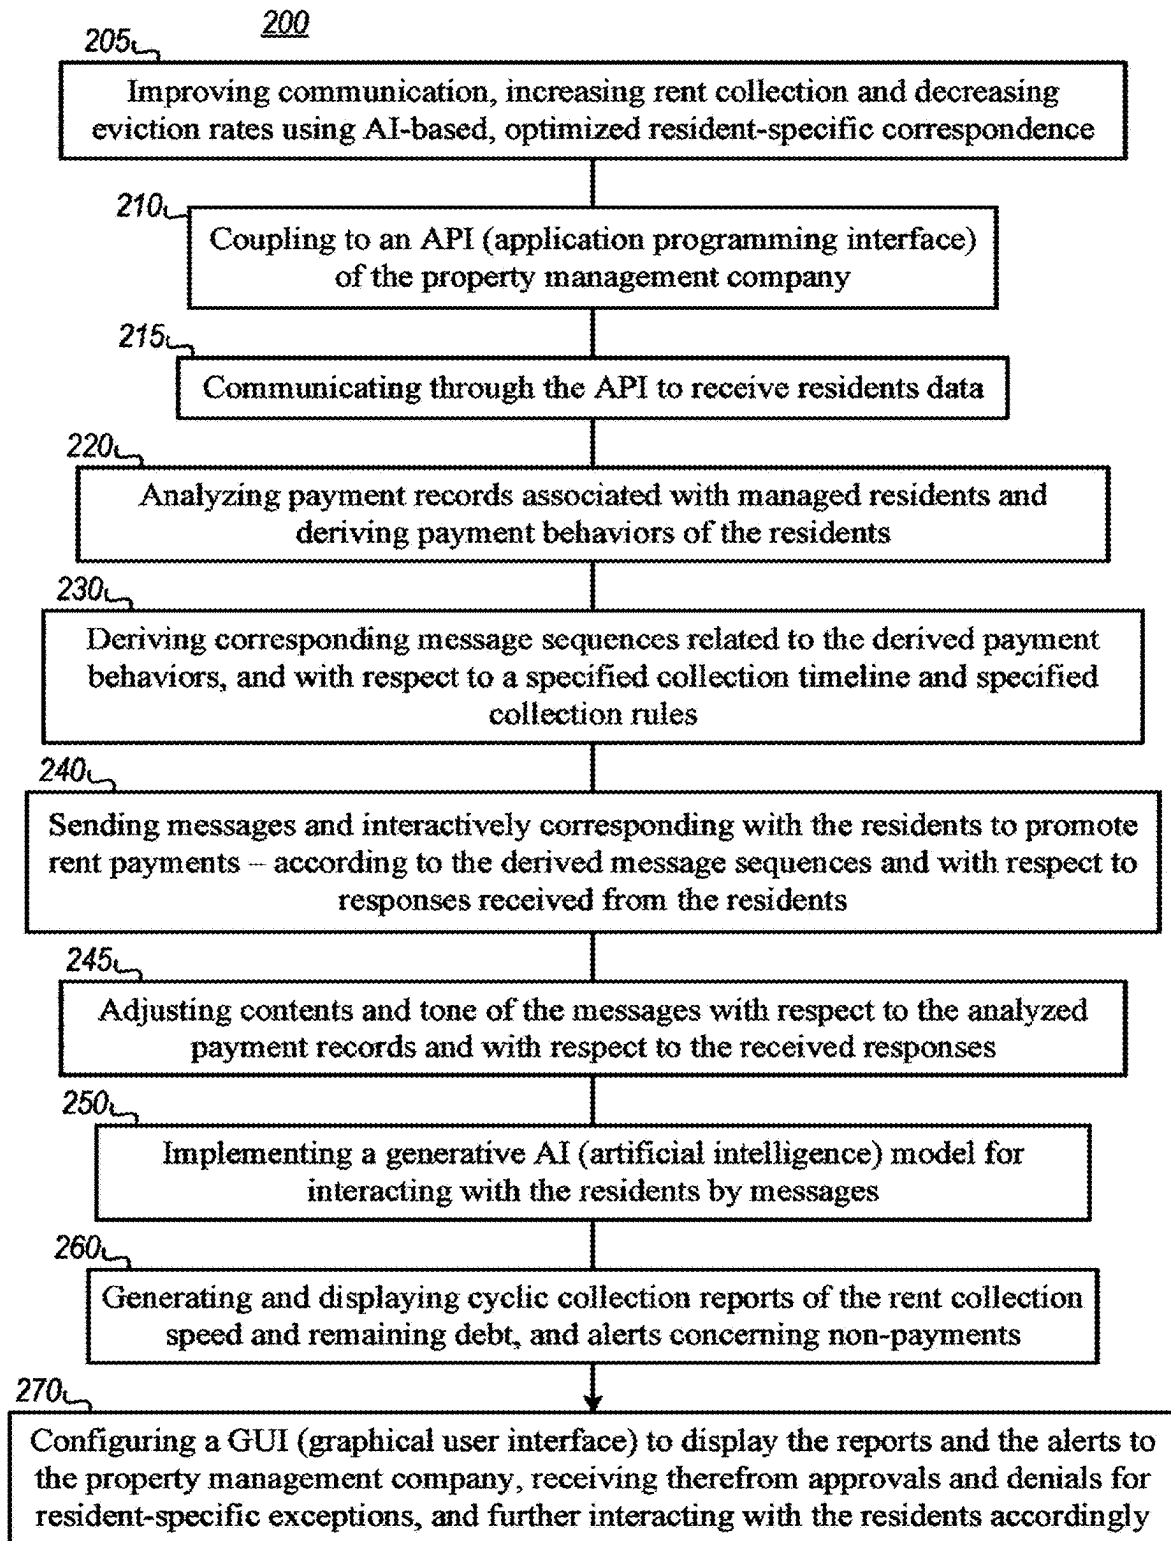 200
205
Improving communication, increasing rent collection and decreasing
eviction rates using AI-based, optimized resident-specific correspondence
210
Coupling to an API (application programming interface)
of the property management company
215
Communicating through the API to receive residents data
220
Analyzing payment records associated with managed residents and
deriving payment behaviors of the residents
230
Deriving corresponding message sequences related to the derived payment
behaviors, and with respect to a specified collection timeline and specified
collection rules
240
Sending messages and interactively corresponding with the residents to promote
rent payments – according to the derived message sequences and with respect to
responses received from the residents
245
Adjusting contents and tone of the messages with respect to the analyzed
payment records and with respect to the received responses
250
Implementing a generative AI (artificial intelligence) model for
interacting with the residents by messages
260
Generating and displaying cyclic collection reports of the rent collection
speed and remaining debt, and alerts concerning non-payments
270
Configuring a GUI (graphical user interface) to display the reports and the alerts to
the property management company, receiving therefrom approvals and denials for
resident-specific exceptions, and further interacting with the residents accordingly